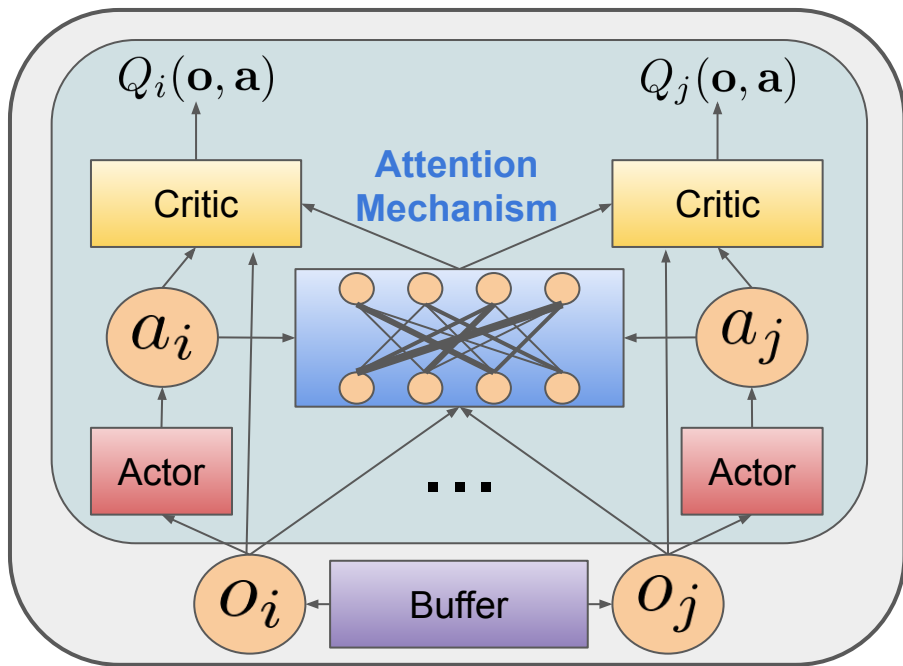 Q_i(o, a)
Q_j(o, a)
Attention
Mechanism
Critic
Critic
a_i
a_j
Actor
Actor
...
o_i
Buffer
o_j